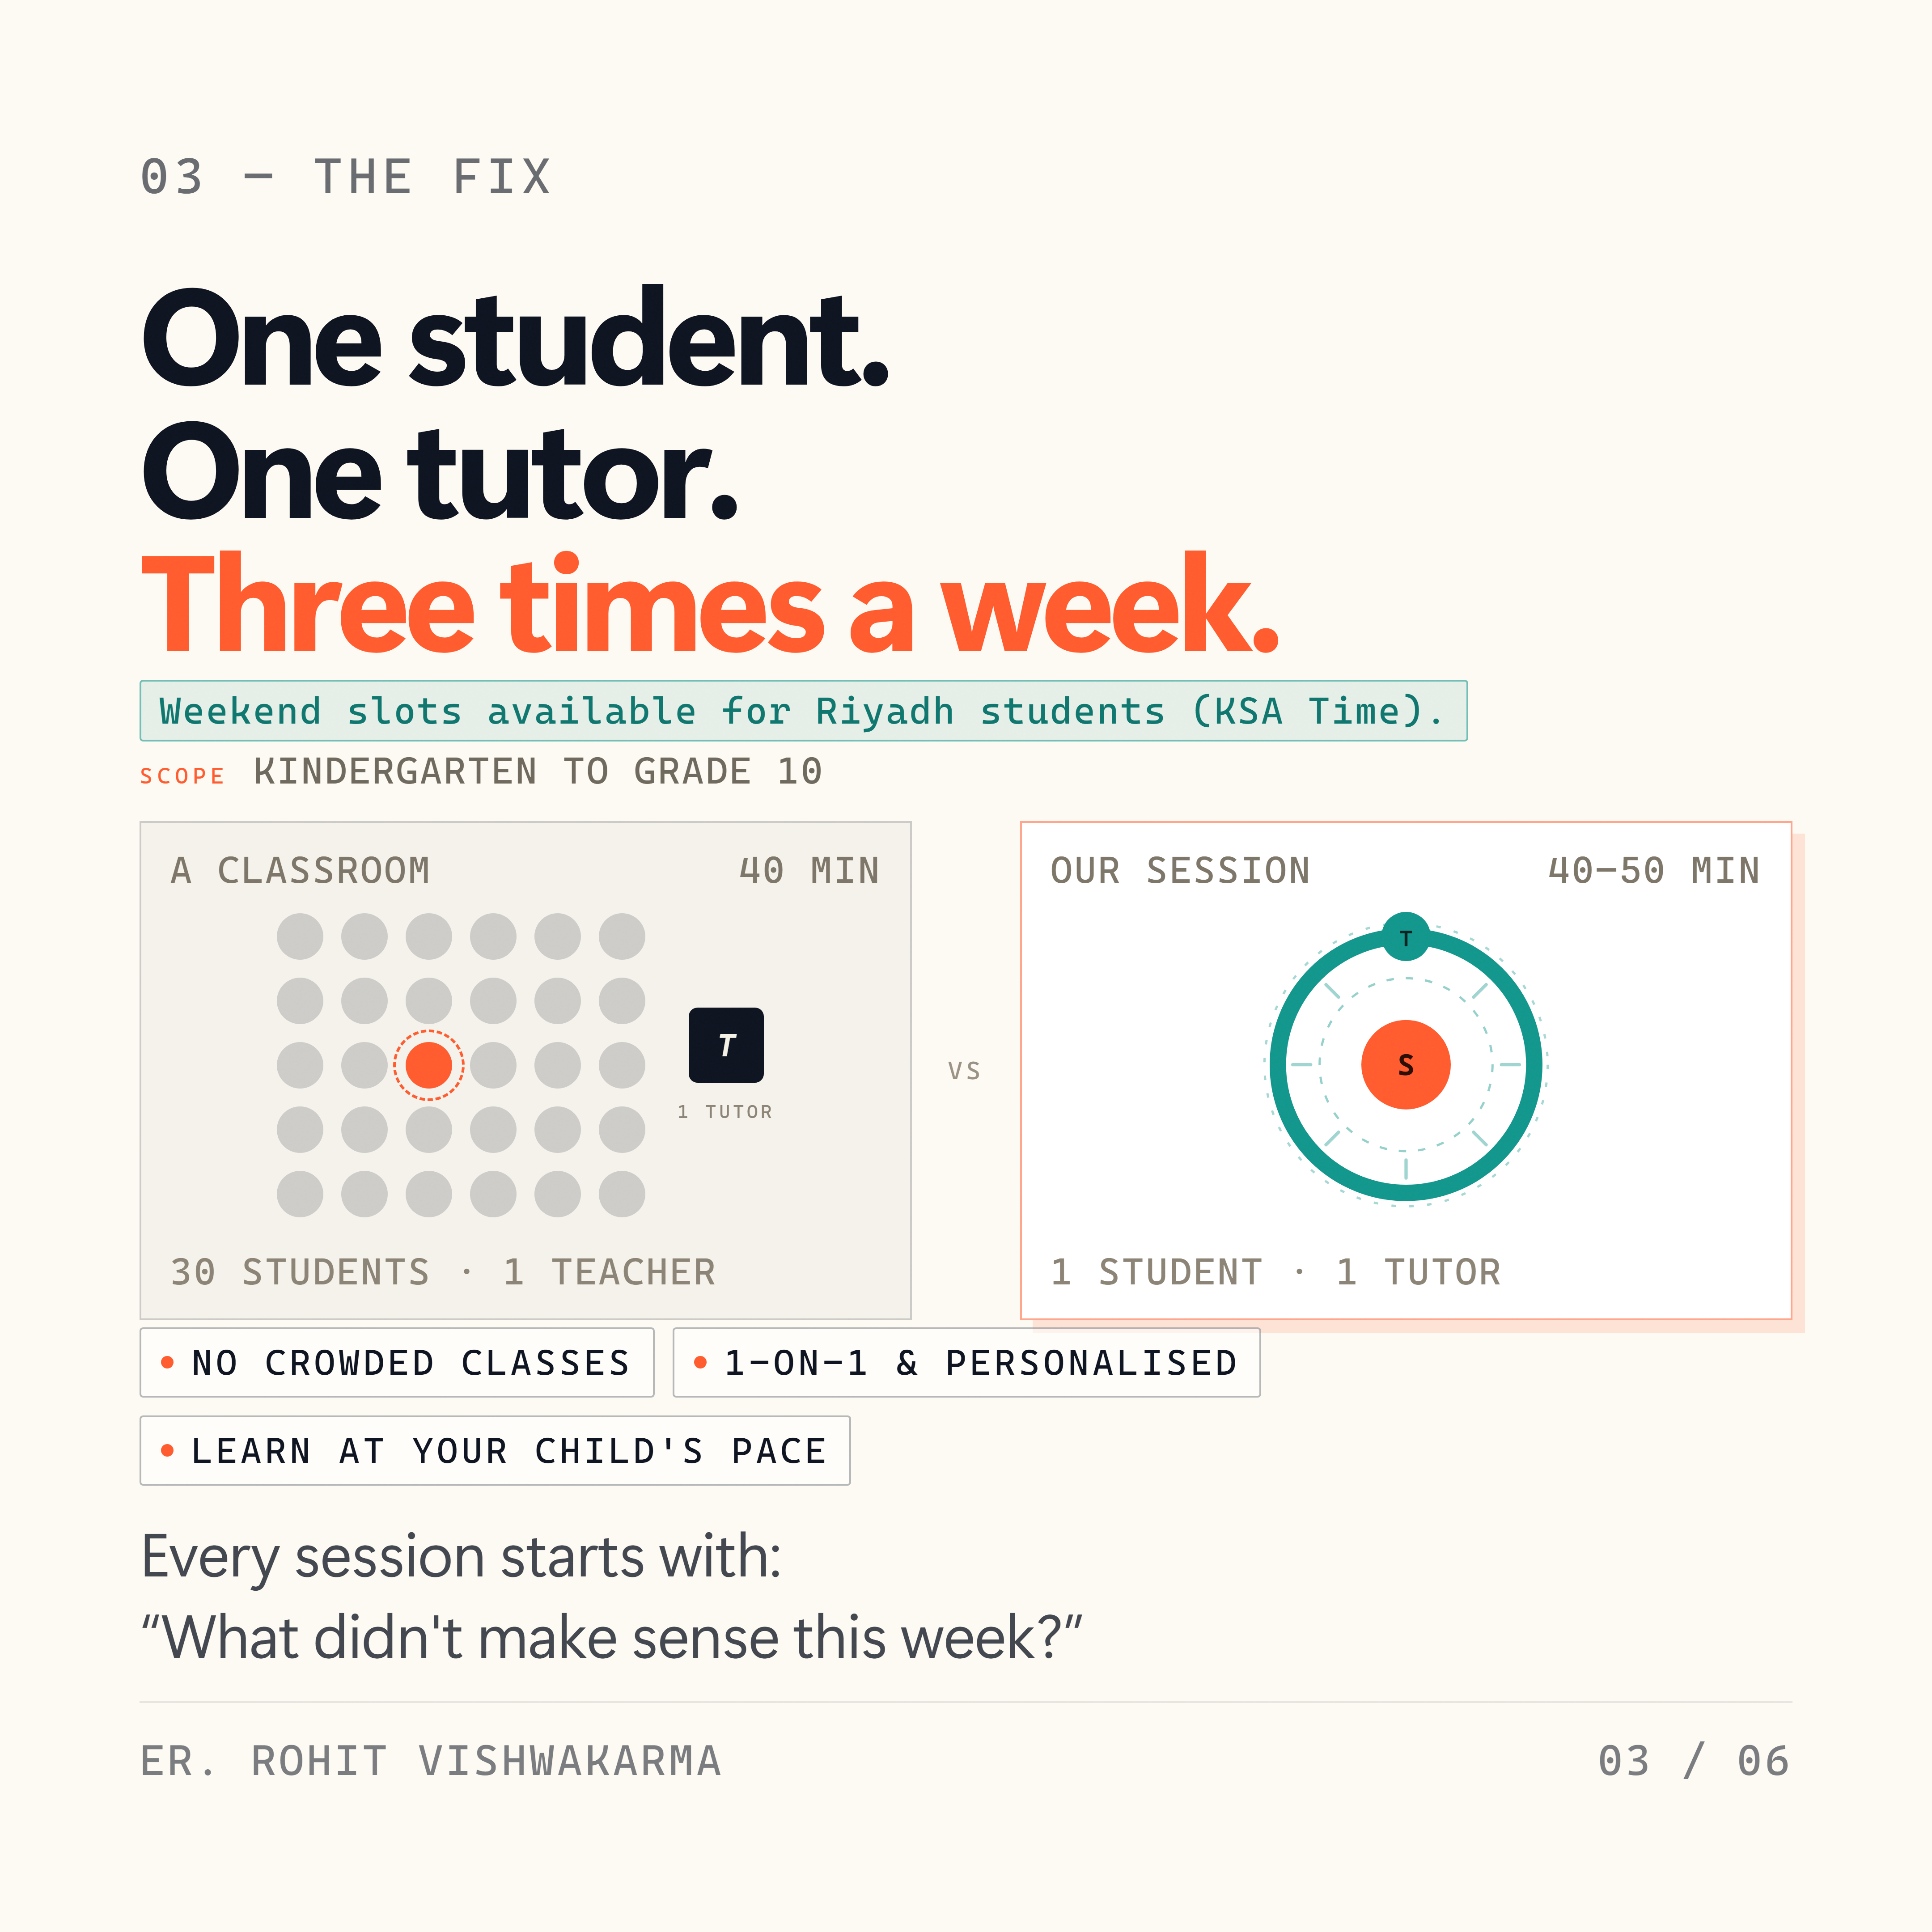 03 — THE FIX
One student.
One tutor.
Three times a week.
Weekend slots available for Riyadh students (KSA Time).
SCOPE KINDERGARTEN TO GRADE 10
A CLASSROOM 40 MIN
T
1 TUTOR
30 STUDENTS · 1 TEACHER
VS
OUR SESSION 40–50 MIN
T
S
1 STUDENT · 1 TUTOR
NO CROWDED CLASSES
1-ON-1 & PERSONALISED
LEARN AT YOUR CHILD'S PACE
Every session starts with:
“What didn't make sense this week?”
ER. ROHIT VISHWAKARMA
03 / 06